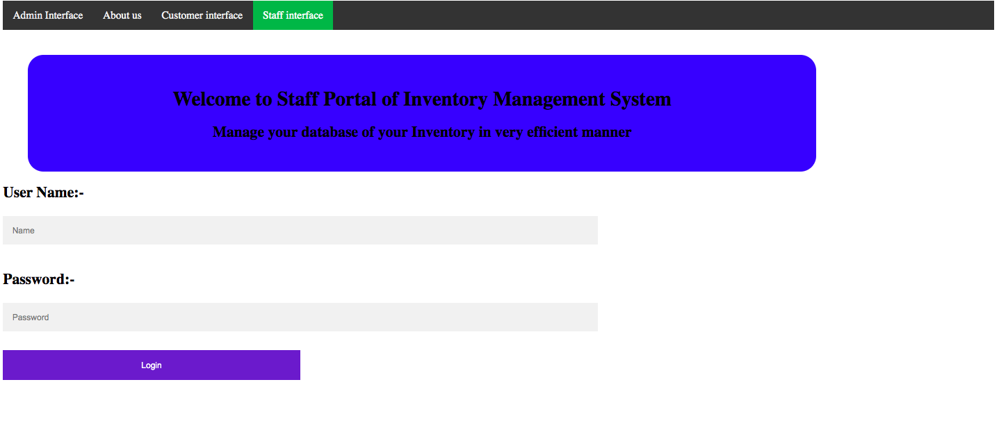 Admin Interface About us Customer interface Staff interface
Welcome to Staff Portal of Inventory Management System
Manage your database of your Inventory in very efficient manner
User Name:-
Name
Password:-
Password
Login